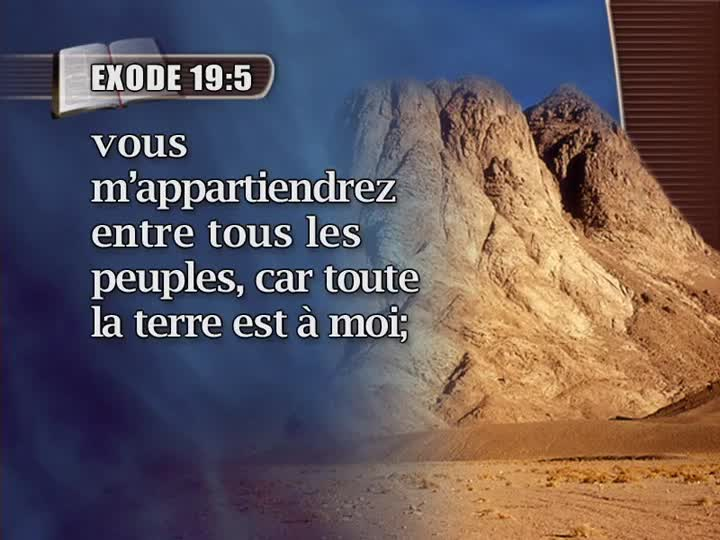 EXODE 19:5
vous
m’appartiendrez
entre tous les
peuples, car toute
la terre est à moi;